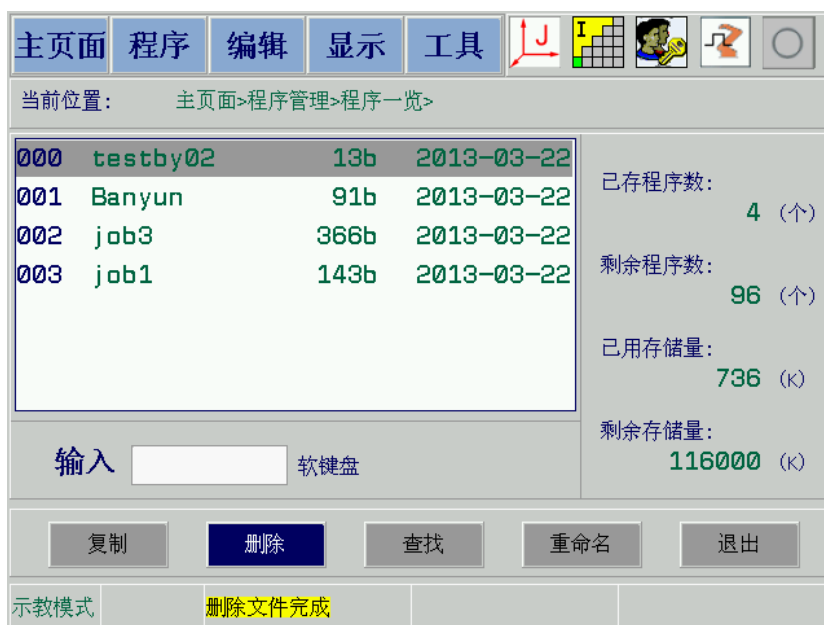 主页面 程序 编辑 显示 工具 J I
当前位置: 主页面>程序管理>程序一览>
000 testby02 13b 2013-03-22
001 Banyun 91b 2013-03-22
002 job3 366b 2013-03-22
003 job1 143b 2013-03-22
已存程序数:
4 (个)
剩余程序数:
96 (个)
已用存储量:
736 (K)
剩余存储量:
116000 (K)
输入 软键盘
复制 删除 查找 重命名 退出
示教模式 删除文件完成